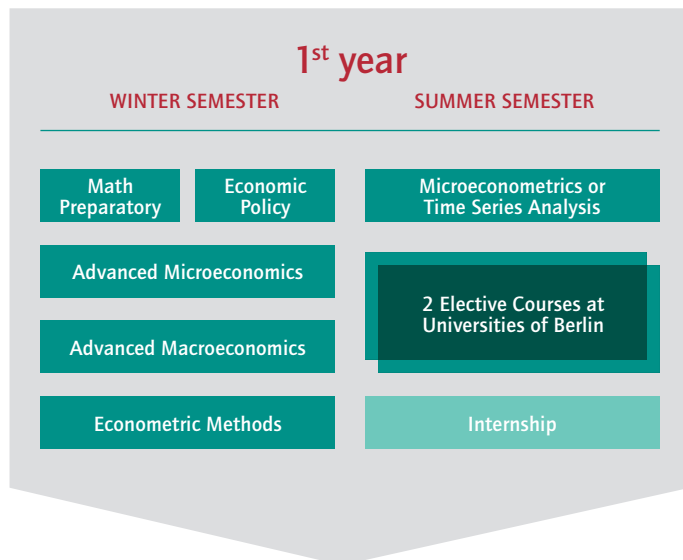 1st year
WINTER SEMESTER
SUMMER SEMESTER
Math
Preparatory
Economic
Policy
Advanced Microeconomics
Advanced Macroeconomics
Econometric Methods
Microeconometrics or
Time Series Analysis
2 Elective Courses at
Universities of Berlin
Internship